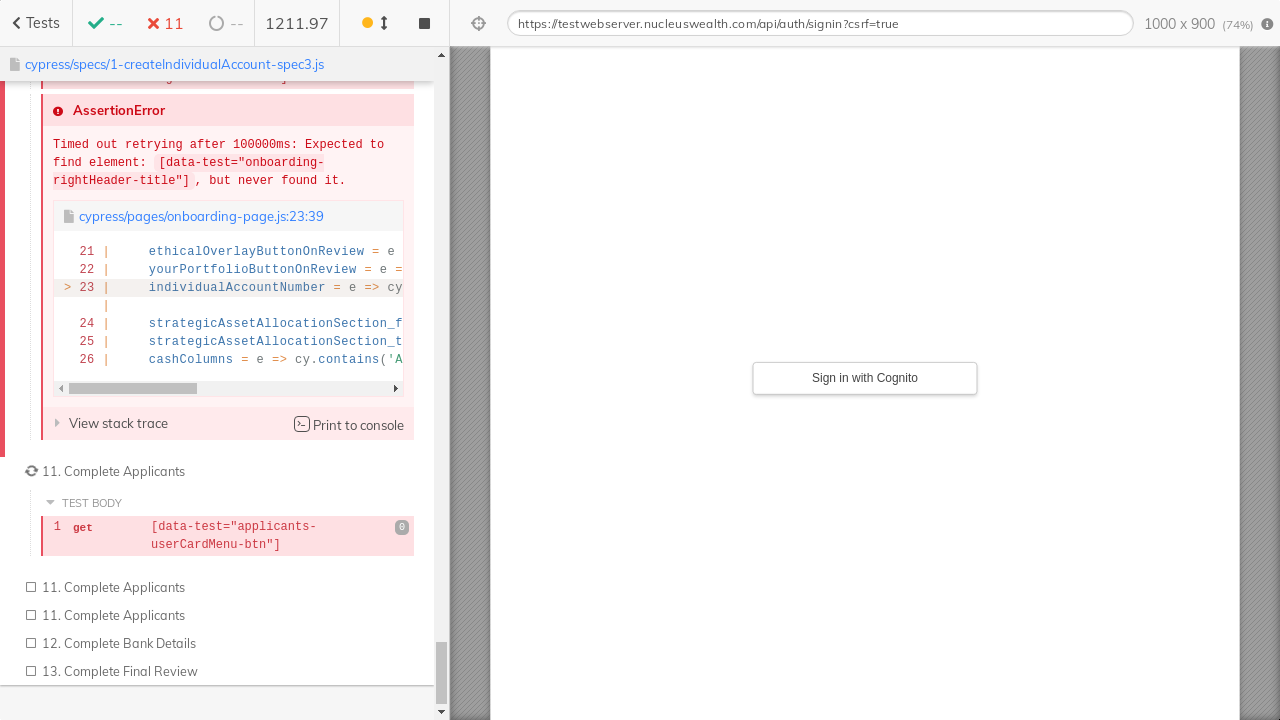 Tests
--
11
--
1211.97
https://testwebserver.nucleuswealth.com/api/auth/signin?csrf=true
1000 x 900 (74%)
cypress/specs/1-createIndividualAccount-spec3.js
AssertionError
Timed out retrying after 100000ms: Expected to
find element: [data-test="onboarding-
rightHeader-title"], but never found it.
cypress/pages/onboarding-page.js:23:39
21 | ethicalOverlayButtonOnReview = e
22 | yourPortfolioButtonOnReview = e =
> 23 | individualAccountNumber = e => cy
|
24 | strategicAssetAllocationSection_f
25 | strategicAssetAllocationSection_t
26 | cashColumns = e => cy.contains('A
View stack trace
Print to console
11. Complete Applicants
TEST BODY
1 get [data-test="applicants-
userCardMenu-btn"]
0
11. Complete Applicants
11. Complete Applicants
12. Complete Bank Details
13. Complete Final Review
Sign in with Cognito